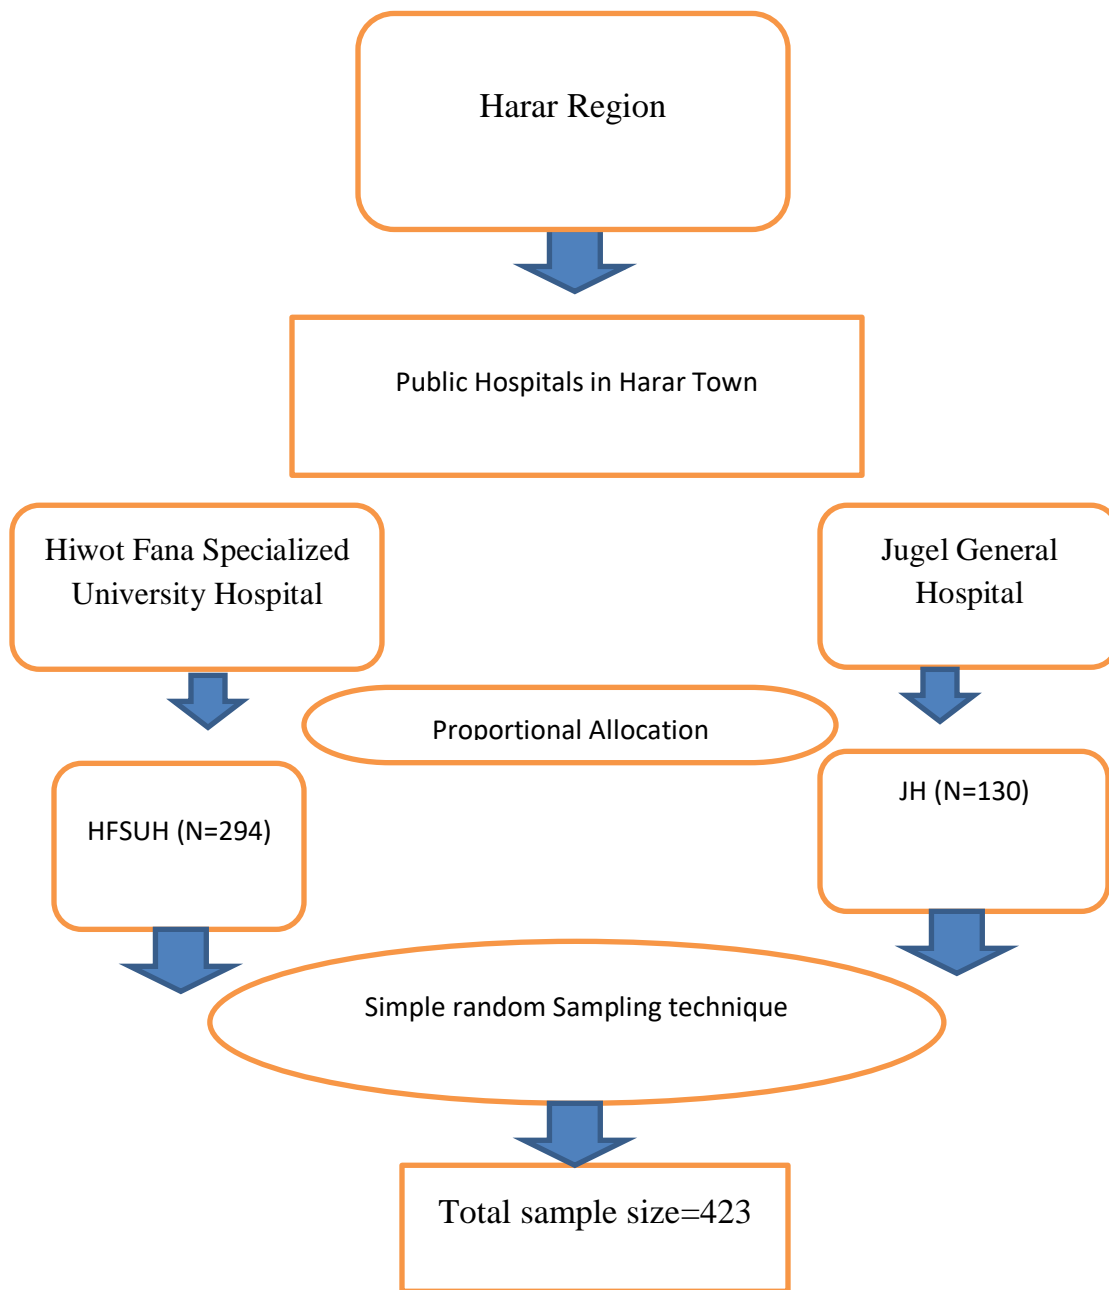 Harar Region
Public Hospitals in Harar Town
Hiwot Fana Specialized
University Hospital
Jugel General
Hospital
Proportional Allocation
HFSUH (N=294)
JH (N=130)
Simple random Sampling technique
Total sample size=423